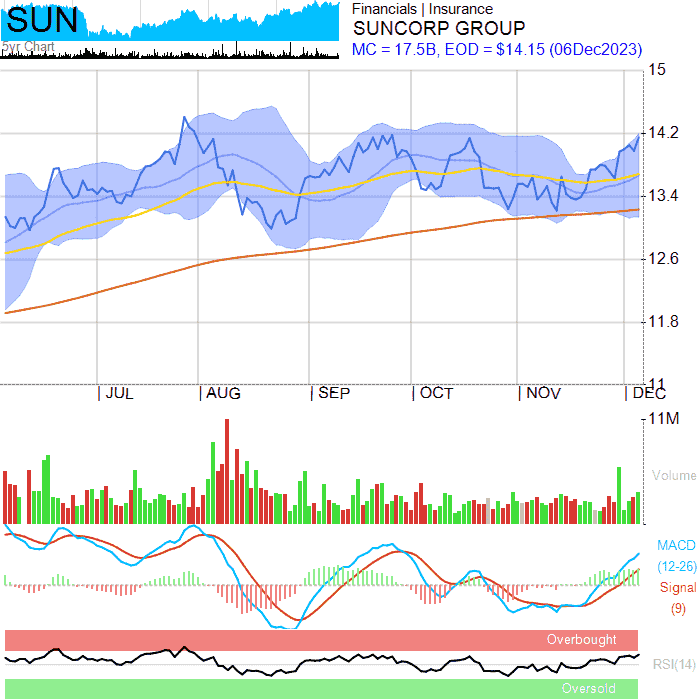 SUN
5yr Chart
Financials | Insurance
SUNCORP GROUP
MC = 17.5B, EOD = $14.15 (06Dec2023)
15
14.2
13.4
12.6
11.8
11
JUL AUG SEP OCT NOV DEC
11M
Volume
MACD
(12-26)
Signal
(9)
Overbought
RSI(14)
Oversold